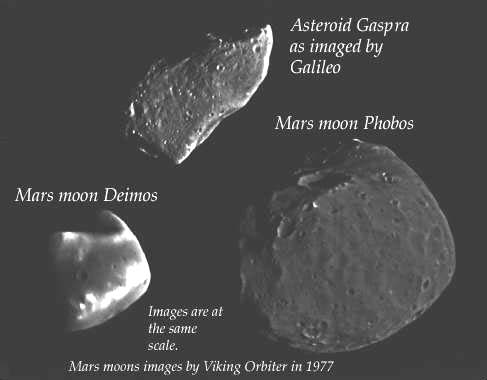 Asteroid Gaspra
as imaged by
Galileo
Mars moon Phobos
Mars moon Deimos
Images are at
the same
scale.
Mars moons images by Viking Orbiter in 1977